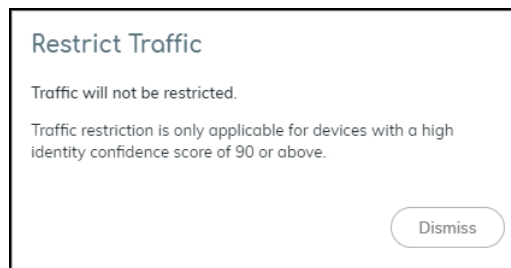 Restrict Traffic
Traffic will not be restricted.
Traffic restriction is only applicable for devices with a high
identity confidence score of 90 or above.
Dismiss